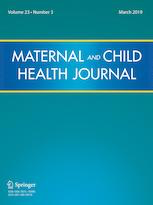 Volume 23 • Number 3
March 2019
MATERNAL AND CHILD
HEALTH JOURNAL
Springer